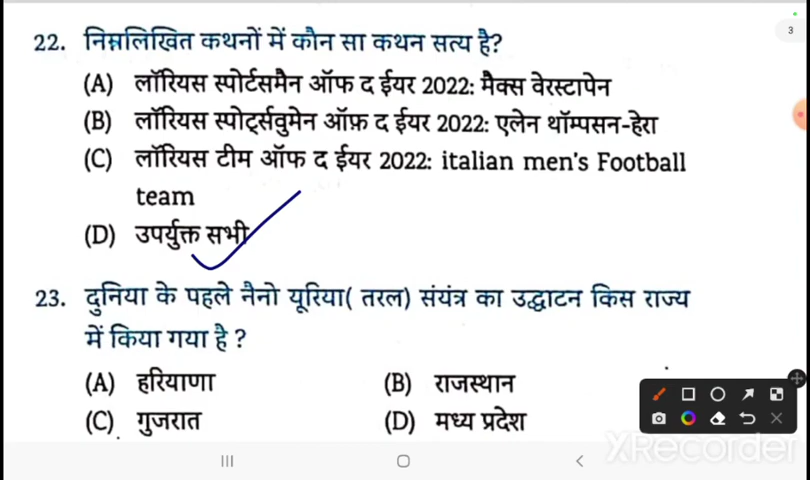 3
22. निम्नलिखित कथनों में कौन सा कथन सत्य है?
(A) लॉरियस स्पोर्टसमैन ऑफ द ईयर 2022: मैक्स वेरस्टापेन
(B) लॉरियस स्पोर्ट्सवुमेन ऑफ़ द ईयर 2022: एलेन थॉम्पसन-हेरा
(C) लॉरियस टीम ऑफ द ईयर 2022: italian men's Football
team
(D) उपर्युक्त सभी
23. दुनिया के पहले नैनो यूरिया( तरल) संयंत्र का उद्घाटन किस राज्य
में किया गया है ?
(A) हरियाणा (B) राजस्थान
(C) गुजरात (D) मध्य प्रदेश
XRecorder